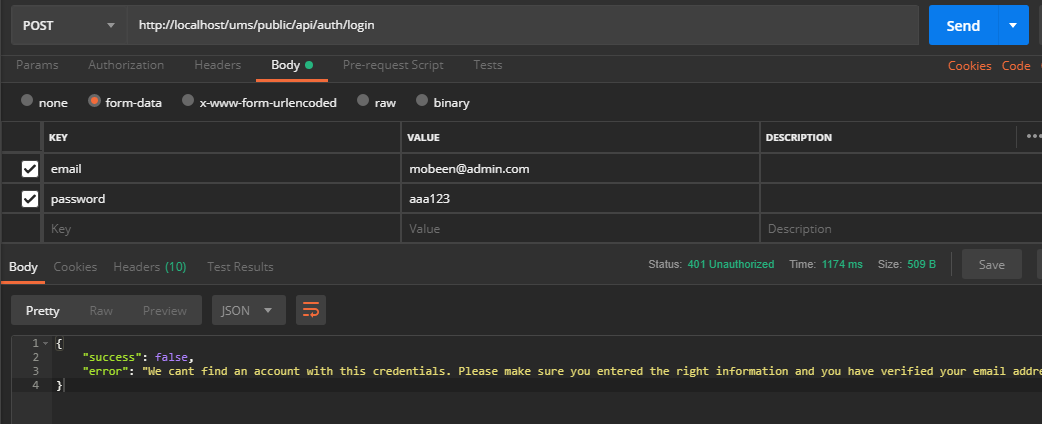 POST http://localhost/ums/public/api/auth/login Send
Params Authorization Headers Body Pre-request Script Tests Cookies Code
none form-data x-www-form-urlencoded raw binary
KEY VALUE DESCRIPTION •••
email mobeen@admin.com
password aaa123
Key Value Description
Body Cookies Headers (10) Test Results Status: 401 Unauthorized Time: 1174 ms Size: 509 B Save
Pretty Raw Preview JSON
1 {
2 "success": false,
3 "error": "We cant find an account with this credentials. Please make sure you entered the right information and you have verified your email addre
4 }